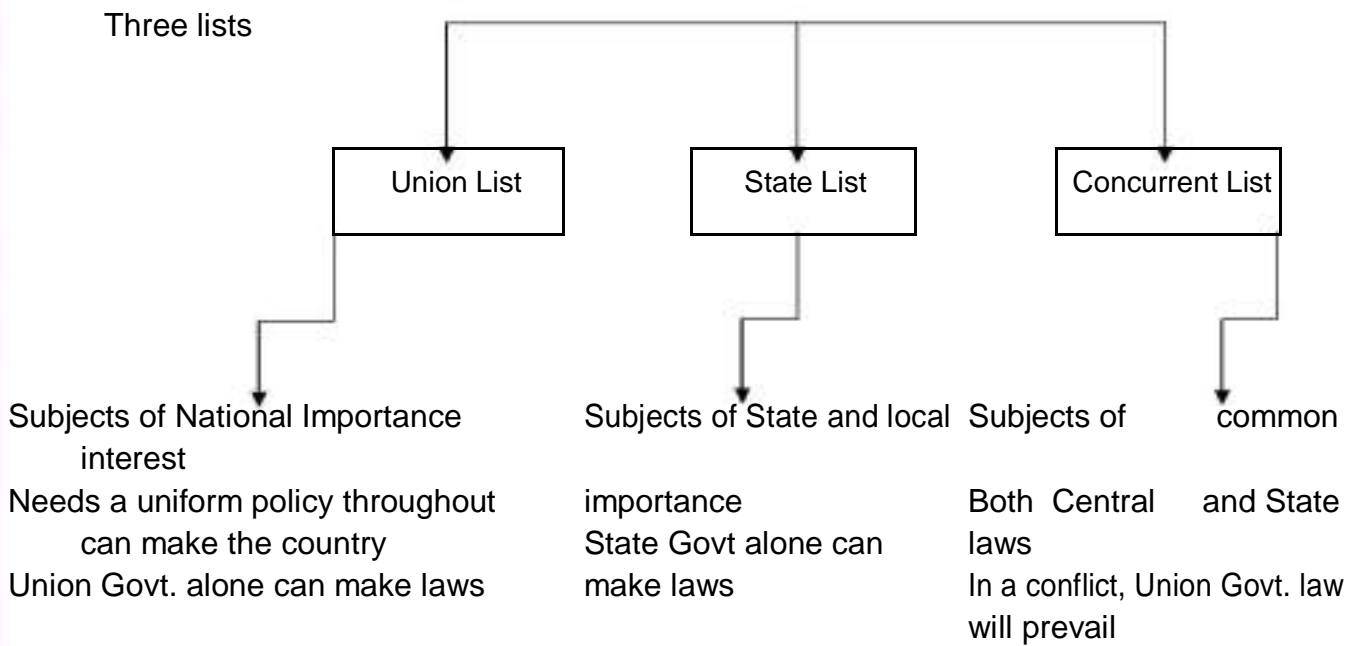 Three lists
Union List
State List
Concurrent List
Subjects of National Importance
interest
Needs a uniform policy throughout
can make the country
Union Govt. alone can make laws
Subjects of State and local
importance
State Govt alone can
make laws
Subjects of common
Both Central and State
laws
In a conflict, Union Govt. law
will prevail